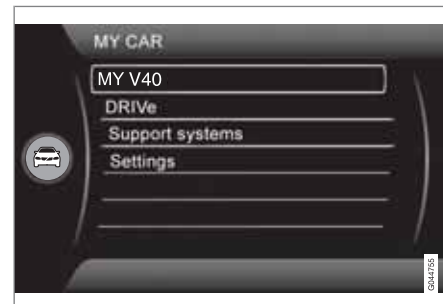 MY CAR
MY V40
DRIVe
Support systems
Settings
G044755